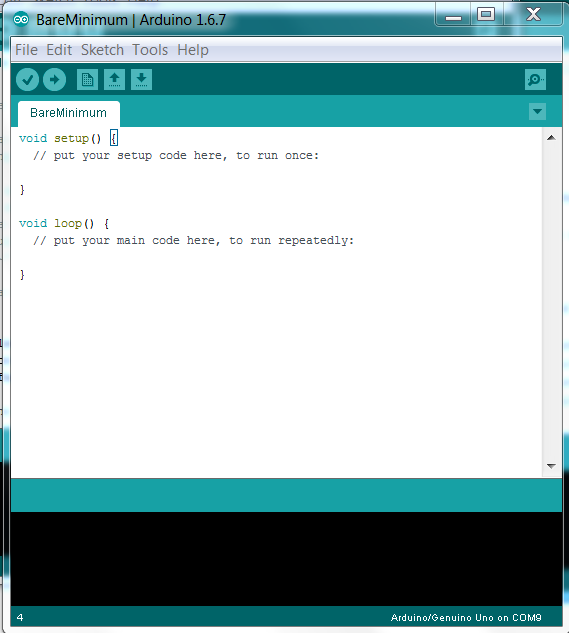 BareMinimum | Arduino 1.6.7
File Edit Sketch Tools Help
BareMinimum
void setup() {
  // put your setup code here, to run once:
}
void loop() {
  // put your main code here, to run repeatedly:
}
4
Arduino/Genuino Uno on COM9